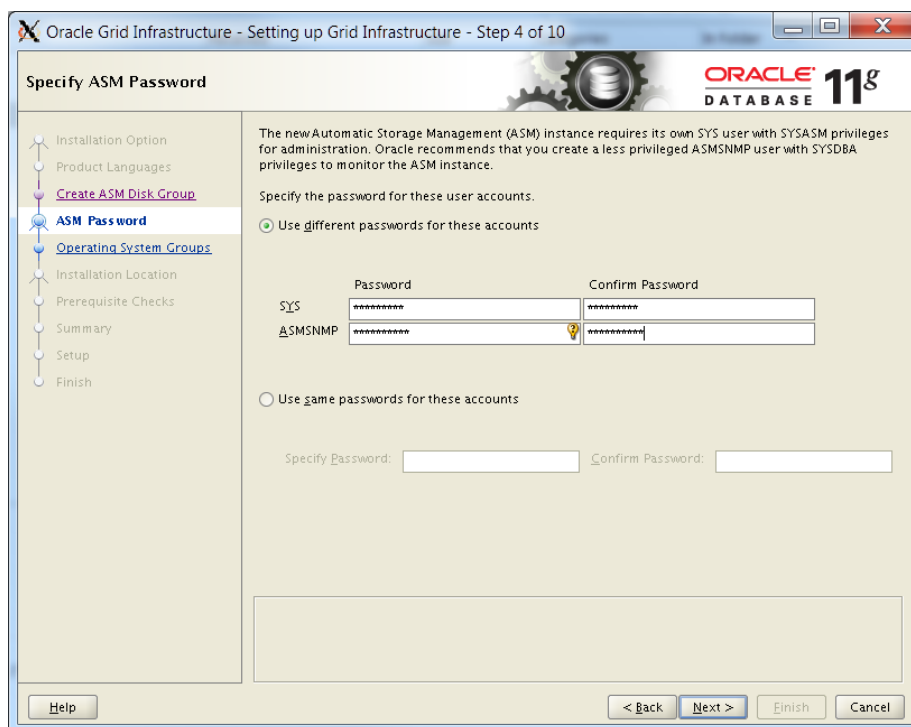 Oracle Grid Infrastructure - Setting up Grid Infrastructure - Step 4 of 10
Specify ASM Password
ORACLE
DATABASE 11g
Installation Option
Product Languages
Create ASM Disk Group
ASM Password
Operating System Groups
Installation Location
Prerequisite Checks
Summary
Setup
Finish
The new Automatic Storage Management (ASM) instance requires its own SYS user with SYSASM privileges
for administration. Oracle recommends that you create a less privileged ASMSNMP user with SYSDBA
privileges to monitor the ASM instance.
Specify the password for these user accounts.
Use different passwords for these accounts
Password Confirm Password
SYS ********* *********
ASMSNMP ********** **********
Use same passwords for these accounts
Specify Password: Confirm Password:
Help < Back Next > Finish Cancel